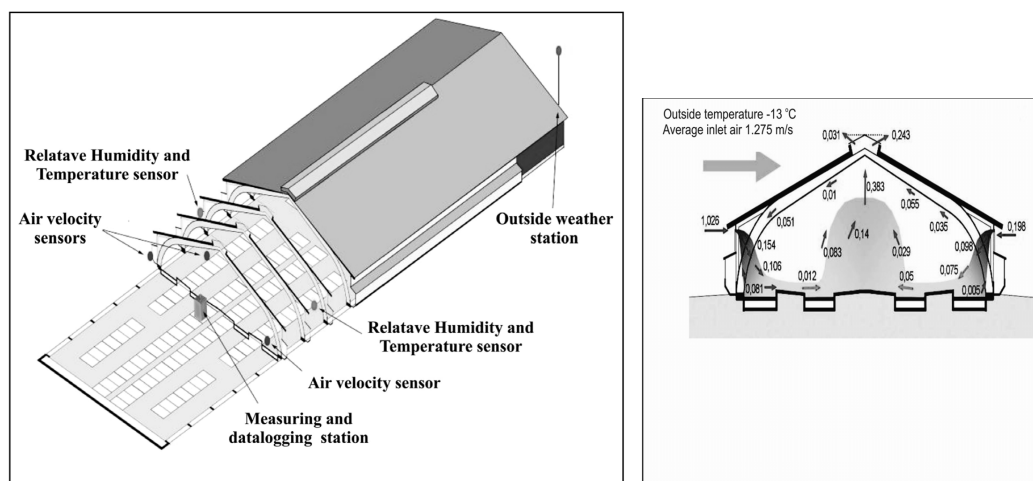 Relatave Humidity and
Temperature sensor
Air velocity
sensors
Outside weather
station
Relatave Humidity and
Temperature sensor
Air velocity sensor
Measuring and
datalogging station
Outside temperature -13 °C
Average inlet air 1.275 m/s
0,031
0,243
0,383
0,01
0,055
0,051
0,035
1,026
0,198
0,14
0,154
0,098
0,083
0,029
0,106
0,075
0,012
0,05
0,081
0,005